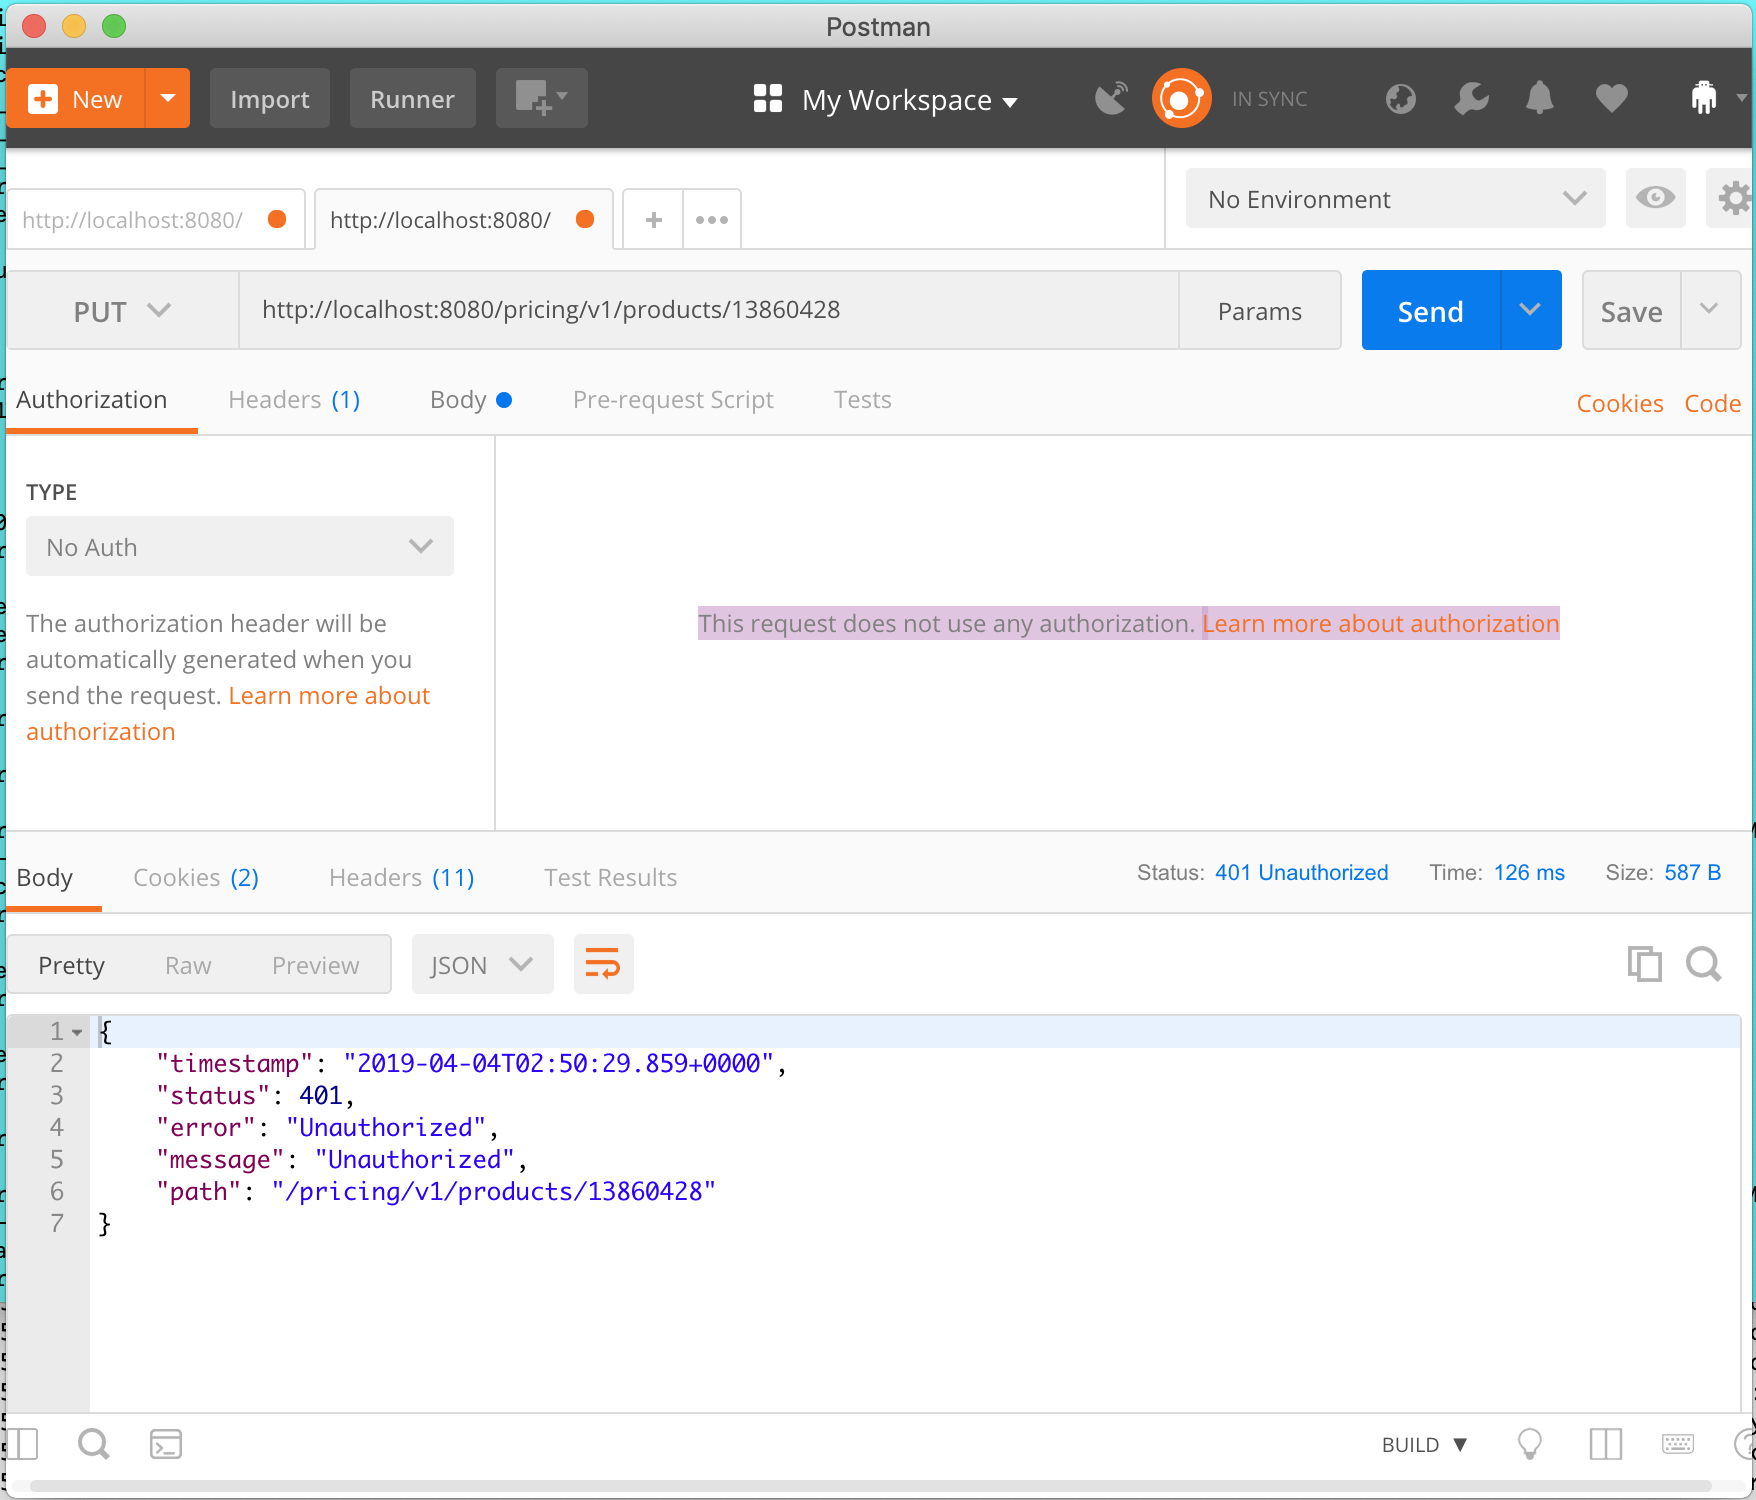 Postman
New Import Runner My Workspace IN SYNC
http://localhost:8080/ http://localhost:8080/ + ••• No Environment
PUT http://localhost:8080/pricing/v1/products/13860428 Params Send Save
Authorization Headers (1) Body Pre-request Script Tests Cookies Code
TYPE
No Auth
The authorization header will be
automatically generated when you
send the request. Learn more about
authorization
This request does not use any authorization. Learn more about authorization
Body Cookies (2) Headers (11) Test Results Status: 401 Unauthorized Time: 126 ms Size: 587 B
Pretty Raw Preview JSON
1 {
2 "timestamp": "2019-04-04T02:50:29.859+0000",
3 "status": 401,
4 "error": "Unauthorized",
5 "message": "Unauthorized",
6 "path": "/pricing/v1/products/13860428"
7 }
BUILD